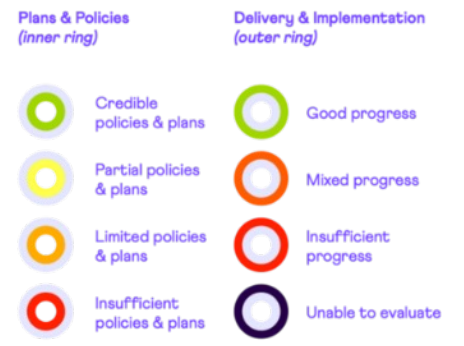 Plans & Policies
(inner ring)
Credible
policies & plans
Partial policies
& plans
Limited policies
& plans
Insufficient
policies & plans
Delivery & Implementation
(outer ring)
Good progress
Mixed progress
Insufficient
progress
Unable to evaluate